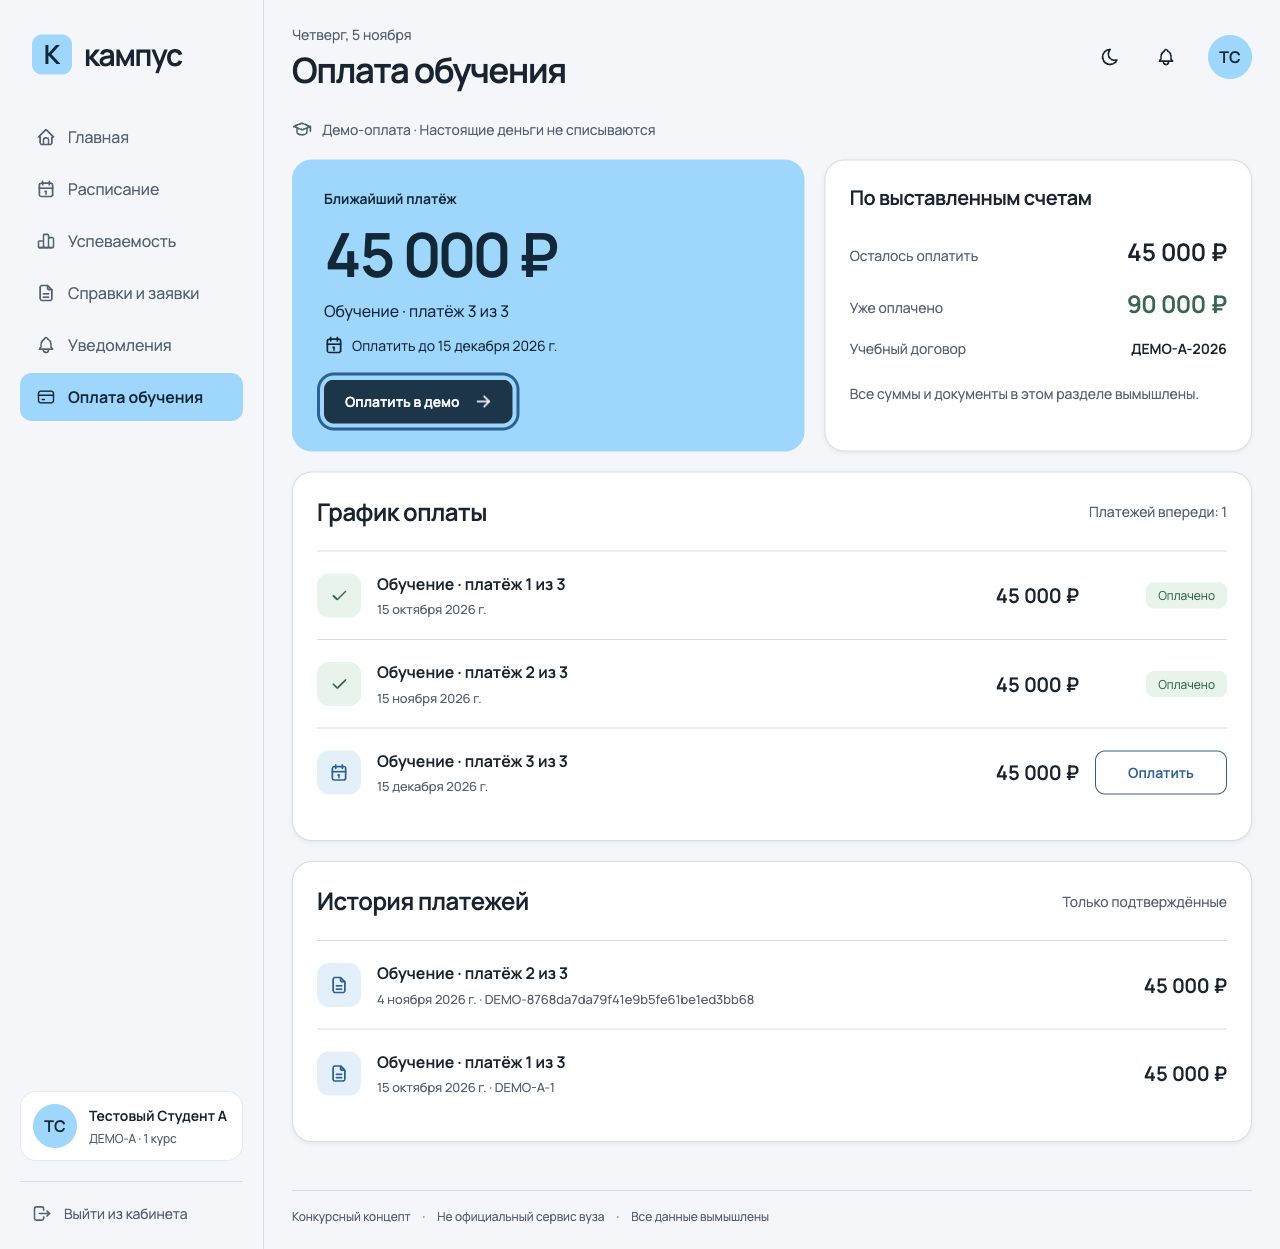 К кампус
Главная
Расписание
Успеваемость
Справки и заявки
Уведомления
Оплата обучения
ТС
Тестовый Студент А
ДЕМО-А · 1 курс
Выйти из кабинета
Четверг, 5 ноября
Оплата обучения
ТС
Демо-оплата · Настоящие деньги не списываются
Ближайший платёж
45 000 ₽
Обучение · платёж 3 из 3
Оплатить до 15 декабря 2026 г.
Оплатить в демо
По выставленным счетам
Осталось оплатить 45 000 ₽
Уже оплачено 90 000 ₽
Учебный договор ДЕМО-А-2026
Все суммы и документы в этом разделе вымышлены.
График оплаты Платежей впереди: 1
Обучение · платёж 1 из 3
15 октября 2026 г.
45 000 ₽ Оплачено
Обучение · платёж 2 из 3
15 ноября 2026 г.
45 000 ₽ Оплачено
Обучение · платёж 3 из 3
15 декабря 2026 г.
45 000 ₽ Оплатить
История платежей Только подтверждённые
Обучение · платёж 2 из 3
4 ноября 2026 г. · DEMO-8768da7da79f41e9b5fe61be1ed3bb68
45 000 ₽
Обучение · платёж 1 из 3
15 октября 2026 г. · DEMO-A-1
45 000 ₽
Конкурсный концепт · Не официальный сервис вуза · Все данные вымышлены